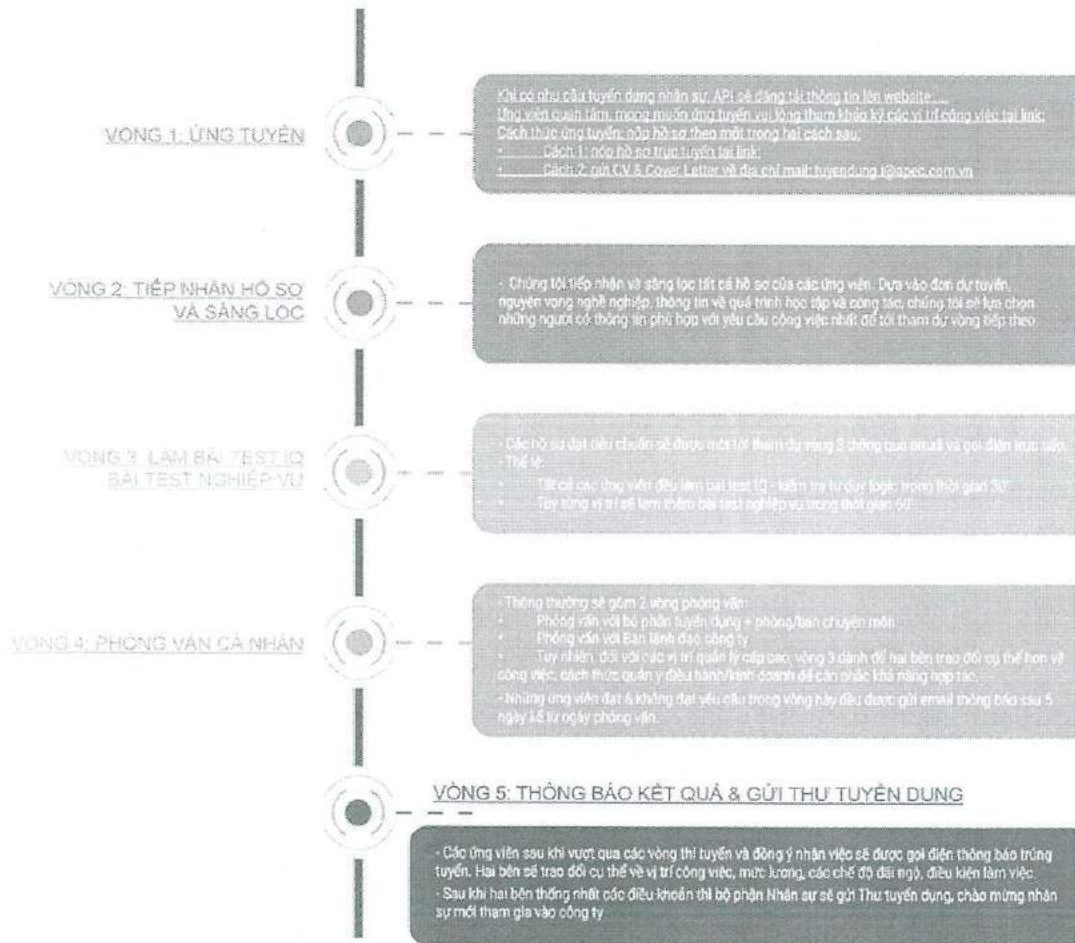 VÒNG 1: ỨNG TUYỂN
Khi có nhu cầu tuyển dụng nhân sự, API sẽ đăng tải thông tin lên website....
Ứng viên quan tâm, mong muốn ứng tuyển vui lòng tham khảo kỹ các vị trí công việc tại link:
Cách thức ứng tuyển: nộp hồ sơ theo một trong hai cách sau:
• Cách 1: nộp hồ sơ trực tuyến tại link:
• Cách 2: gửi CV & Cover Letter về địa chỉ mail: tuyendung.i@apec.com.vn
VÒNG 2: TIẾP NHẬN HỒ SƠ
VÀ SÀNG LỌC
- Chúng tôi tiếp nhận và sàng lọc tất cả hồ sơ của các ứng viên. Dựa vào đơn dự tuyển,
nguyện vọng nghề nghiệp, thông tin về quá trình học tập và công tác, chúng tôi sẽ lựa chọn
những người có thông tin phù hợp với yêu cầu công việc nhất để tới tham dự vòng tiếp theo
VÒNG 3: LÀM BÀI TEST IQ
BÀI TEST NGHIỆP VỤ
- Các hồ sơ đạt tiêu chuẩn sẽ được mời tới tham dự vòng 3 thông qua email và gọi điện trực tiếp.
- Thể lệ:
• Tất cả các ứng viên đều làm bài test IQ - kiểm tra tư duy logic trong thời gian 30'
• Tùy từng vị trí sẽ làm thêm bài test nghiệp vụ trong thời gian 60'
VÒNG 4: PHỎNG VẤN CÁ NHÂN
- Thông thường sẽ gồm 2 vòng phỏng vấn:
• Phỏng vấn với bộ phận tuyển dụng + phòng/ban chuyên môn
• Phỏng vấn với Ban lãnh đạo công ty
• Tuy nhiên, đối với các vị trí quản lý cấp cao, vòng 3 dành để hai bên trao đổi cụ thể hơn về
công việc, cách thức quản ý điều hành/kinh doanh để cân nhắc khả năng hợp tác.
- Những ứng viên đạt & không đạt yêu cầu trong vòng này đều được gửi email thông báo sau 5
ngày kể từ ngày phỏng vấn.
VÒNG 5: THÔNG BÁO KẾT QUẢ & GỬI THƯ TUYỂN DỤNG
- Các ứng viên sau khi vượt qua các vòng thi tuyển và đồng ý nhận việc sẽ được gọi điện thông báo trúng
tuyển. Hai bên sẽ trao đổi cụ thể về vị trí công việc, mức lương, các chế độ đãi ngộ, điều kiện làm việc.
- Sau khi hai bên thống nhất các điều khoản thì bộ phận Nhân sự sẽ gửi Thư tuyển dụng, chào mừng nhân
sự mới tham gia vào công ty